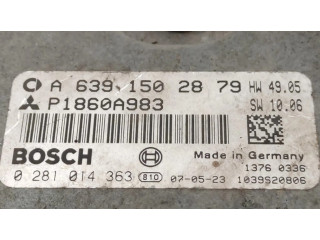 A 639 150 28 79 HW 49.05
P1860A983 SW 10.06
BOSCH Made in Germany
1376 0336
0 281 014 363 810 07-05-23 1039S20806